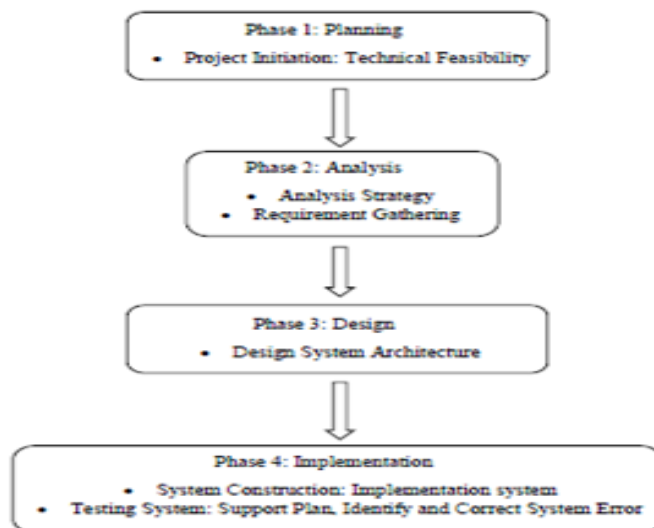 Phase 1: Planning
• Project Initiation: Technical Feasibility
Phase 2: Analysis
• Analysis Strategy
• Requirement Gathering
Phase 3: Design
• Design System Architecture
Phase 4: Implementation
• System Construction: Implementation system
• Testing System: Support Plan, Identify and Correct System Error